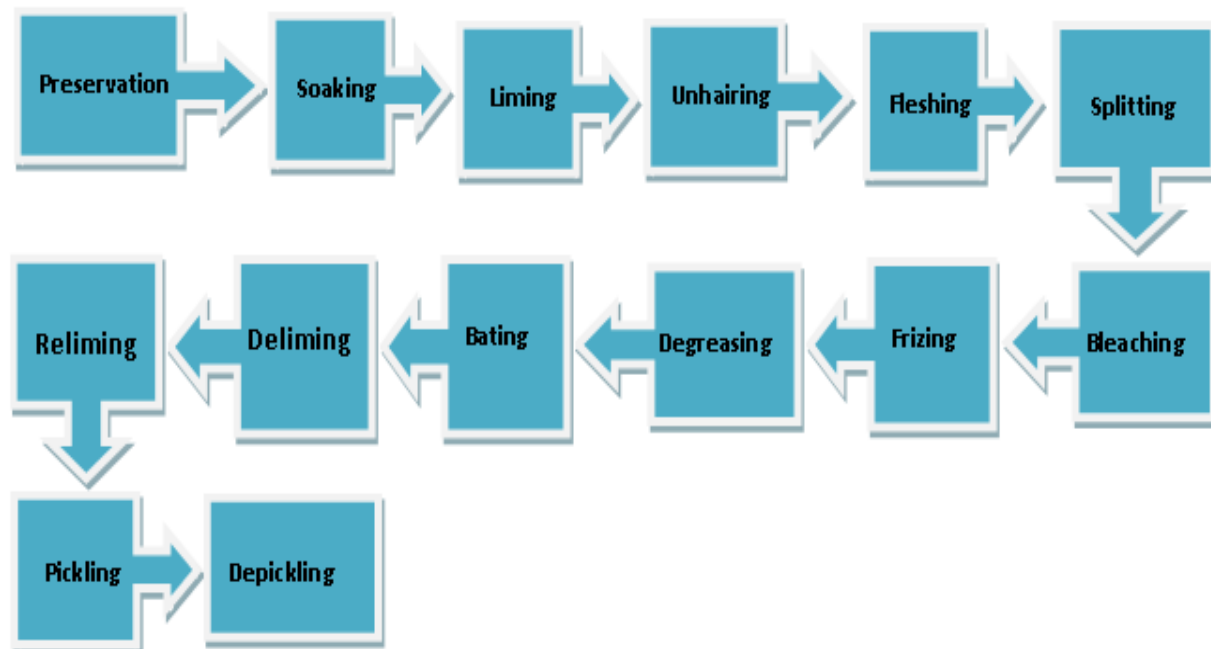 Preservation
Soaking
Liming
Unhairing
Fleshing
Splitting
Bleaching
Frizing
Degreasing
Bating
Deliming
Reliming
Pickling
Depickling